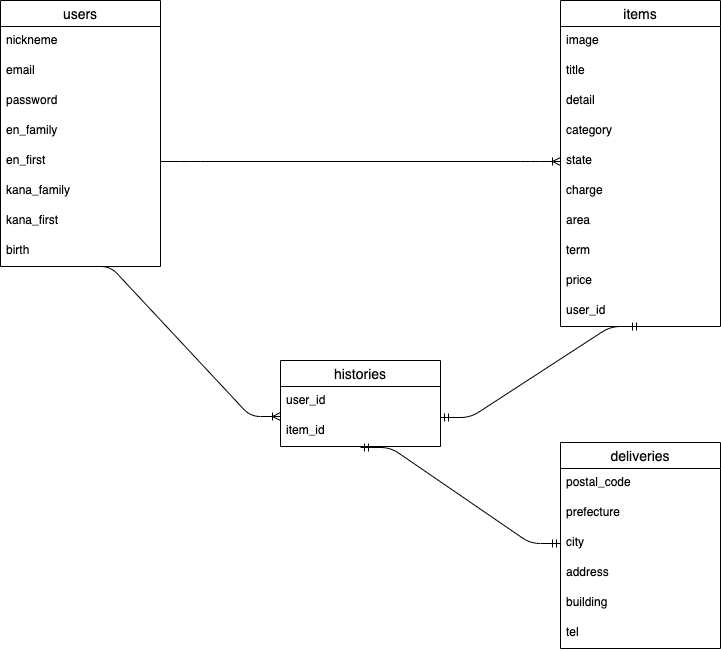 users
nickneme
email
password
en_family
en_first
kana_family
kana_first
birth
items
image
title
detail
category
state
charge
area
term
price
user_id
histories
user_id
item_id
deliveries
postal_code
prefecture
city
address
building
tel